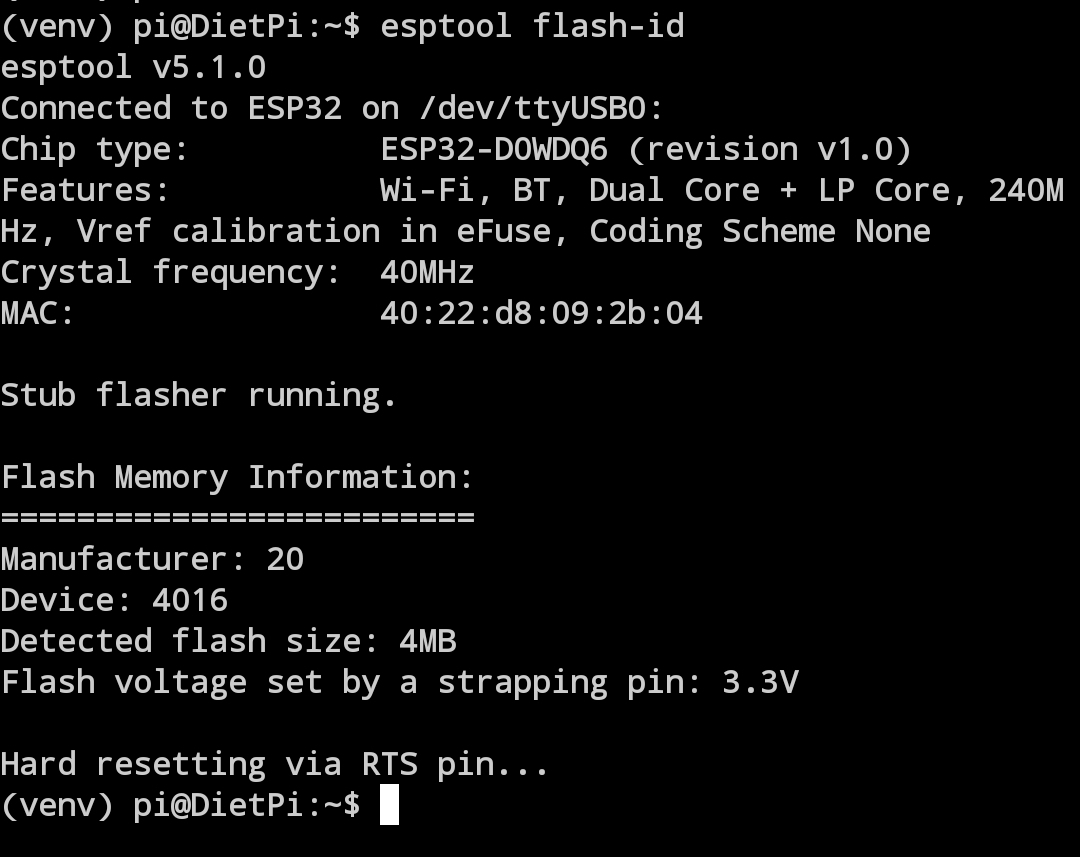 (venv) pi@DietPi:~$ esptool flash-id
esptool v5.1.0
Connected to ESP32 on /dev/ttyUSB0:
Chip type:          ESP32-D0WDQ6 (revision v1.0)
Features:           Wi-Fi, BT, Dual Core + LP Core, 240M
Hz, Vref calibration in eFuse, Coding Scheme None
Crystal frequency:  40MHz
MAC:                40:22:d8:09:2b:04

Stub flasher running.

Flash Memory Information:
=========================
Manufacturer: 20
Device: 4016
Detected flash size: 4MB
Flash voltage set by a strapping pin: 3.3V

Hard resetting via RTS pin...
(venv) pi@DietPi:~$